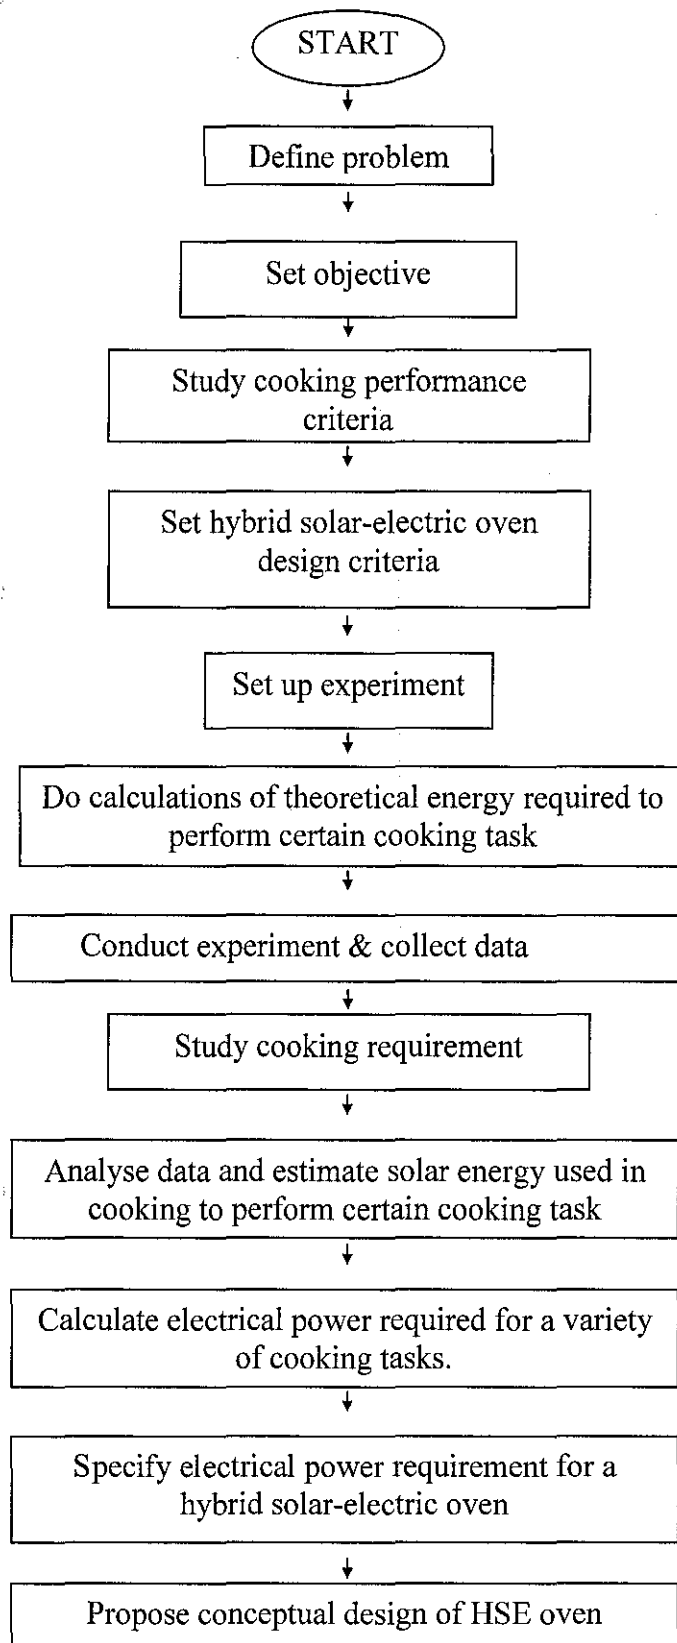 START
Define problem
Set objective
Study cooking performance
criteria
Set hybrid solar-electric oven
design criteria
Set up experiment
Do calculations of theoretical energy required to
perform certain cooking task
Conduct experiment & collect data
Study cooking requirement
Analyse data and estimate solar energy used in
cooking to perform certain cooking task
Calculate electrical power required for a variety
of cooking tasks.
Specify electrical power requirement for a
hybrid solar-electric oven
Propose conceptual design of HSE oven